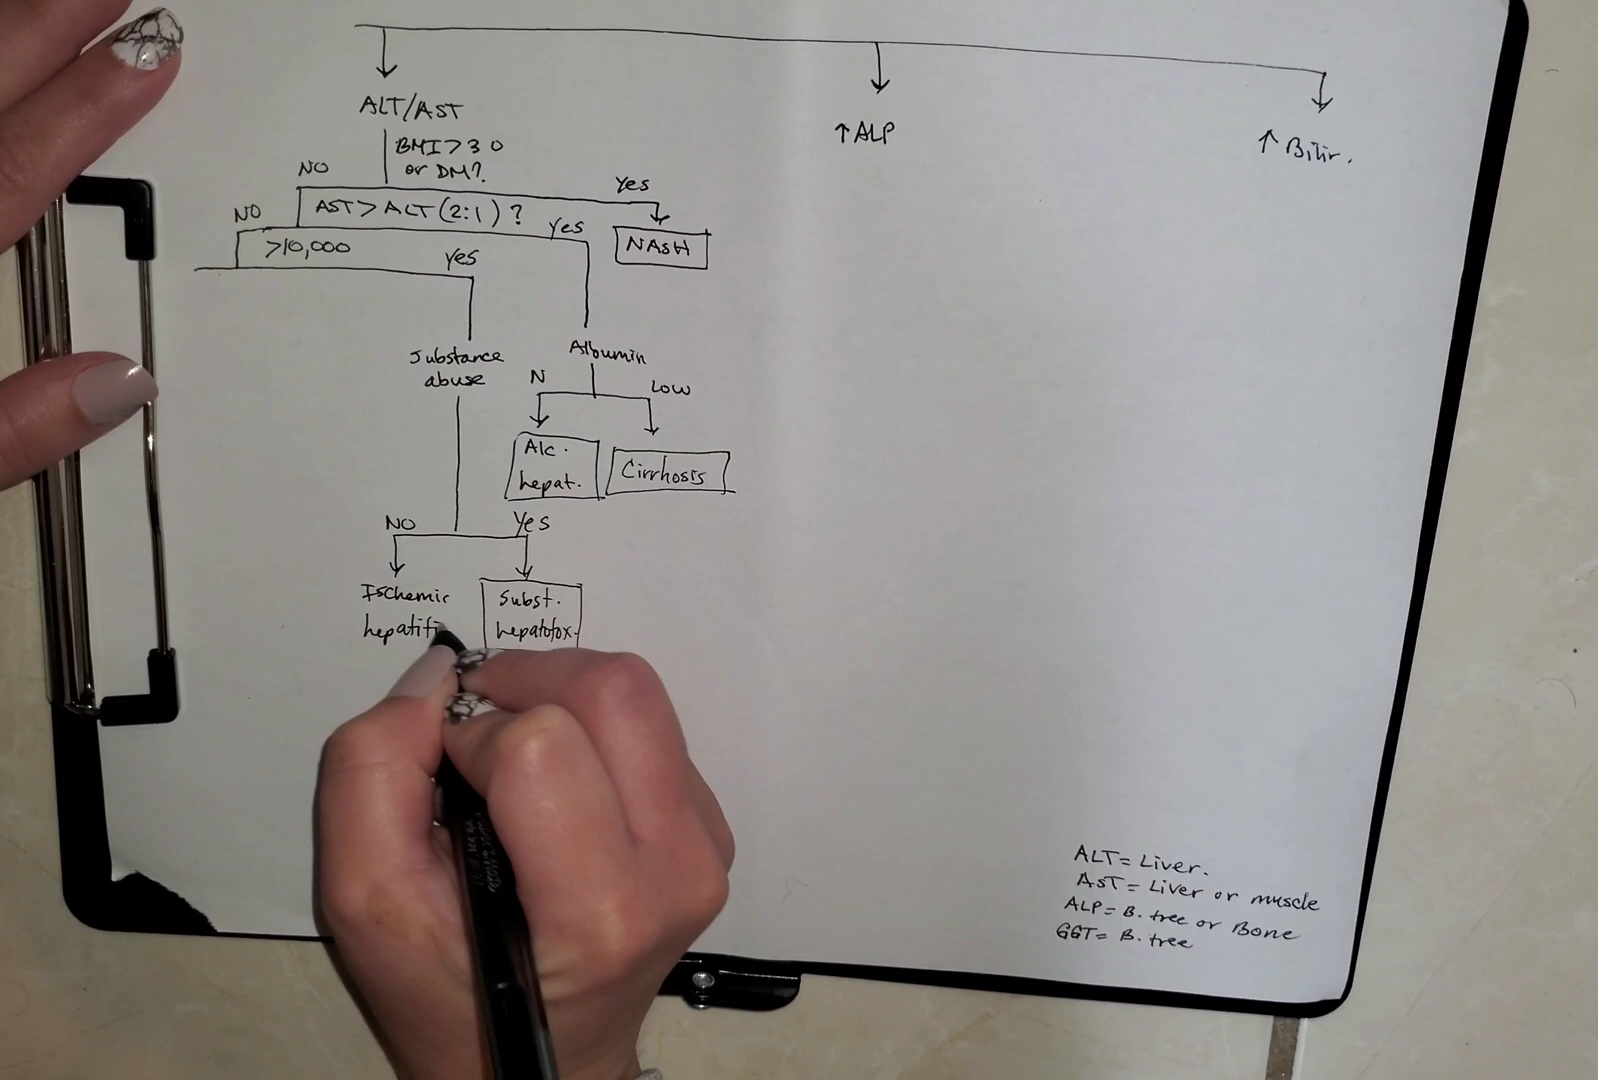 ALT/AST
↑ALP
↑ Bilir.
BMI>30
or DM?
NO
Yes
AST>ALT(2:1)?
NO
Yes
NASH
>10,000
yes
Substance
abuse
Albumin
N
Low
Alc.
hepat.
Cirrhosis
NO
Yes
Ischemic
hepatiti
Subst.
hepatotox.
ALT= Liver.
AST= Liver or muscle
ALP= B. tree or Bone
GGT= B. tree